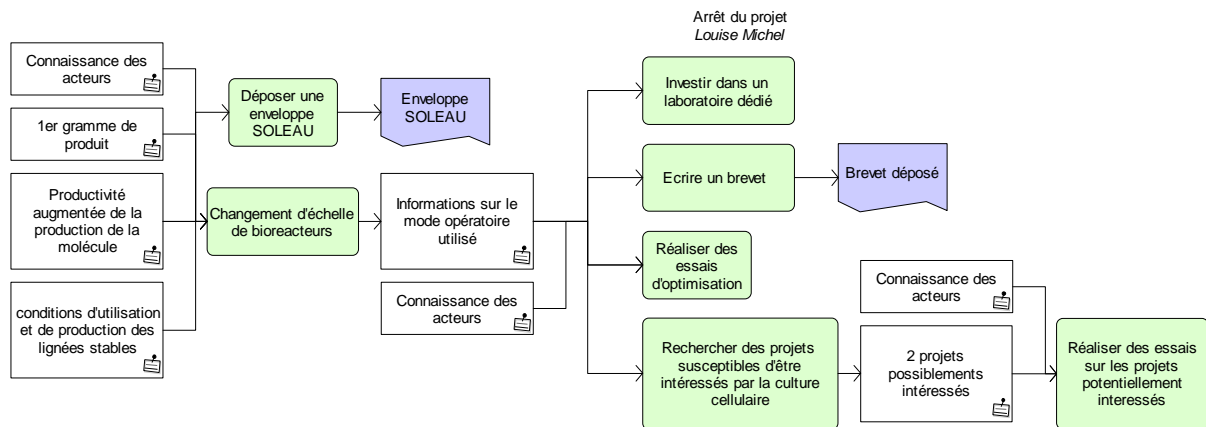 Arrêt du projet
Louise Michel
Connaissance des
acteurs
1er gramme de
produit
Productivité
augmentée de la
production de la
molécule
conditions d'utilisation
et de production des
lignées stables
Déposer une
enveloppe
SOLEAU
Enveloppe
SOLEAU
Changement d'échelle
de bioreacteurs
Informations sur le
mode opératoire
utilisé
Connaissance des
acteurs
Investir dans un
laboratoire dédié
Ecrire un brevet
Brevet déposé
Réaliser des
essais
d'optimisation
Rechercher des projets
susceptibles d'être
intéressés par la culture
cellulaire
Connaissance des
acteurs
2 projets
possiblements
intéressés
Réaliser des essais
sur les projets
potentiellement
interessés